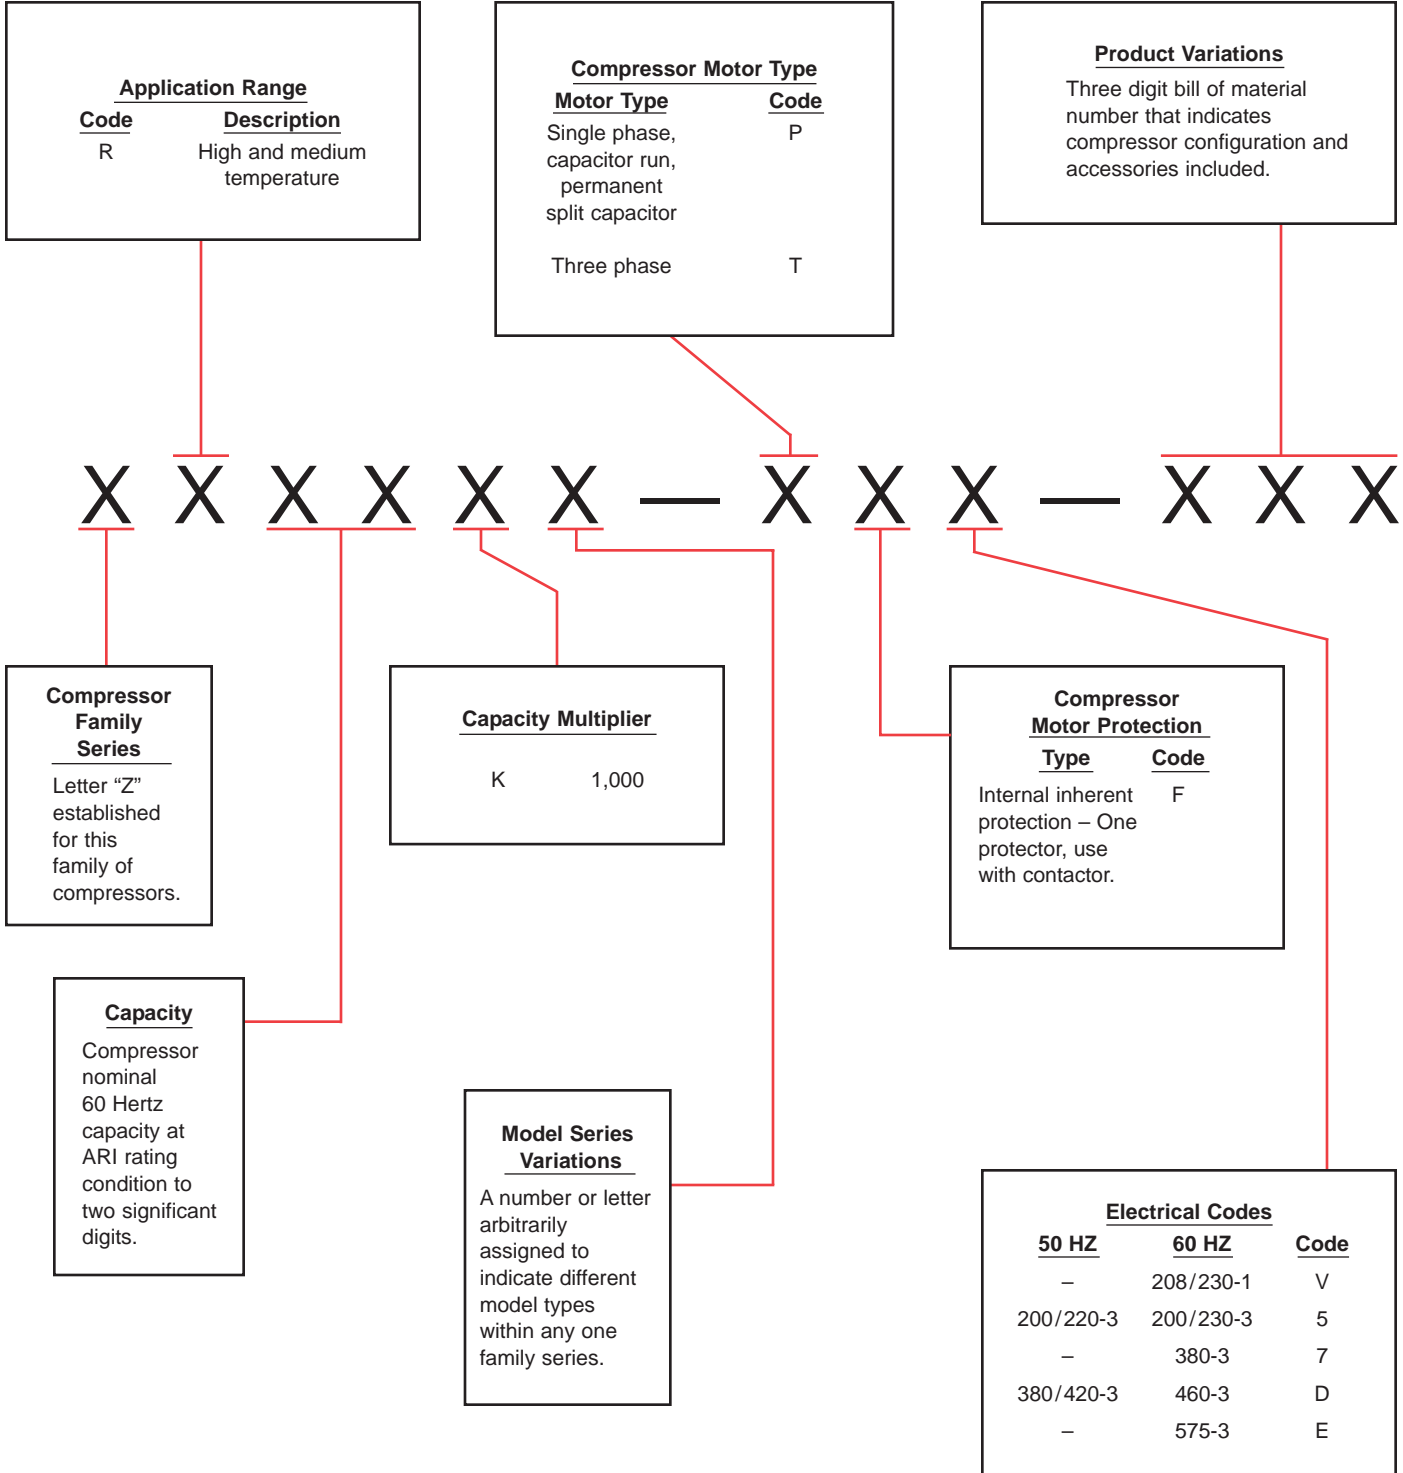 Application Range
Code Description
R High and medium
temperature
Compressor Motor Type
Motor Type Code
Single phase, P
capacitor run,
permanent
split capacitor
Three phase T
Product Variations
Three digit bill of material
number that indicates
compressor configuration and
accessories included.
X X X X X X — X X X — X X X
Compressor
Family
Series
Letter “Z”
established
for this
family of
compressors.
Capacity Multiplier
K 1,000
Compressor
Motor Protection
Type Code
Internal inherent F
protection – One
protector, use
with contactor.
Capacity
Compressor
nominal
60 Hertz
capacity at
ARI rating
condition to
two significant
digits.
Model Series
Variations
A number or letter
arbitrarily
assigned to
indicate different
model types
within any one
family series.
Electrical Codes
50 HZ 60 HZ Code
– 208/230-1 V
200/220-3 200/230-3 5
– 380-3 7
380/420-3 460-3 D
– 575-3 E